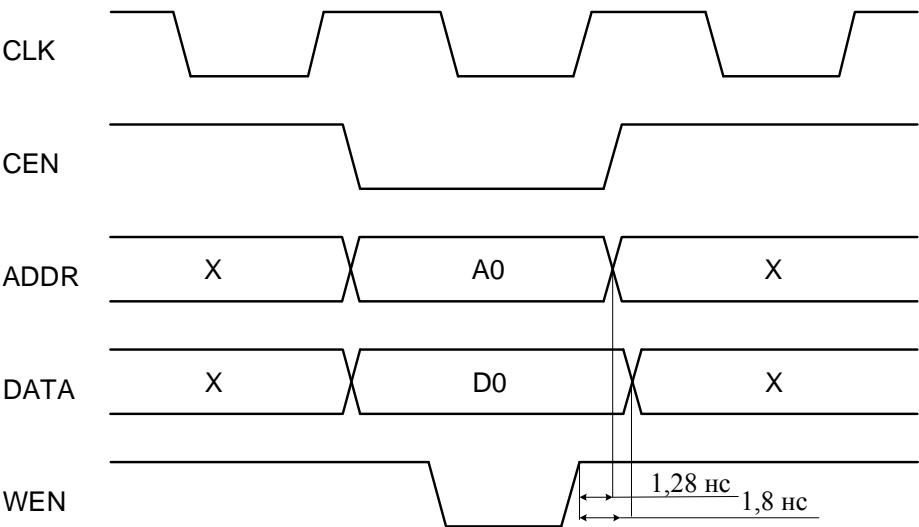 CLK
CEN
ADDR X A0 X
DATA X D0 X
WEN 1,28 нс
1,8 нс